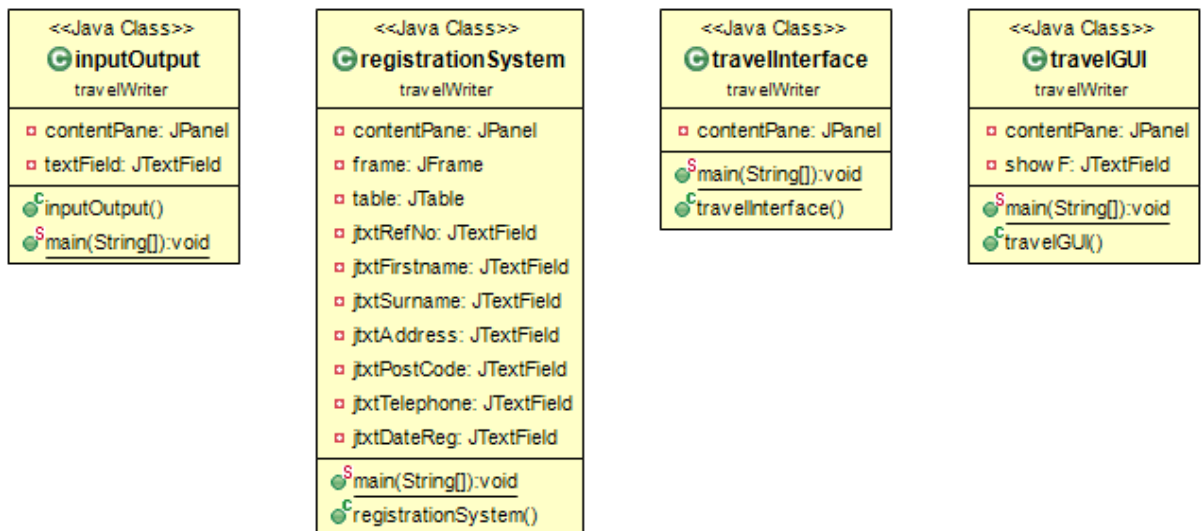 <<Java Class>>
inputOutput
travelWriter
contentPane: JPanel
textField: JTextField
inputOutput()
main(String[]):void
<<Java Class>>
registrationSystem
travelWriter
contentPane: JPanel
frame: JFrame
table: JTable
jtxtRefNo: JTextField
jtxtFirstname: JTextField
jtxtSurname: JTextField
jtxtAddress: JTextField
jtxtPostCode: JTextField
jtxtTelephone: JTextField
jtxtDateReg: JTextField
main(String[]):void
registrationSystem()
<<Java Class>>
travelInterface
travelWriter
contentPane: JPanel
main(String[]):void
travelInterface()
<<Java Class>>
travelGUI
travelWriter
contentPane: JPanel
showF: JTextField
main(String[]):void
travelGUI()